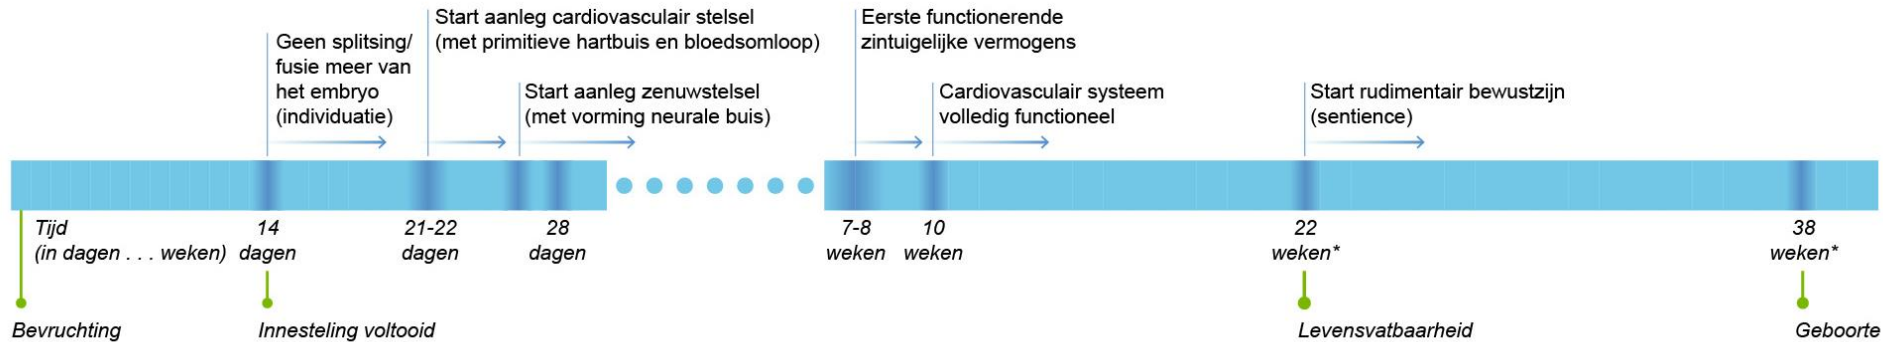 Geen splitsing/
fusie meer van
het embryo
(individuatie)
Start aanleg cardiovasculair stelsel
(met primitieve hartbuis en bloedsomloop)
Start aanleg zenuwstelsel
(met vorming neurale buis)
Eerste functionerende
zintuigelijke vermogens
Cardiovasculair systeem
volledig functioneel
Start rudimentair bewustzijn
(sentience)
Tijd
(in dagen . . . weken)
14
dagen
21-22
dagen
28
dagen
7-8
weken
10
weken
22
weken*
38
weken*
Bevruchting
Innesteling voltooid
Levensvatbaarheid
Geboorte